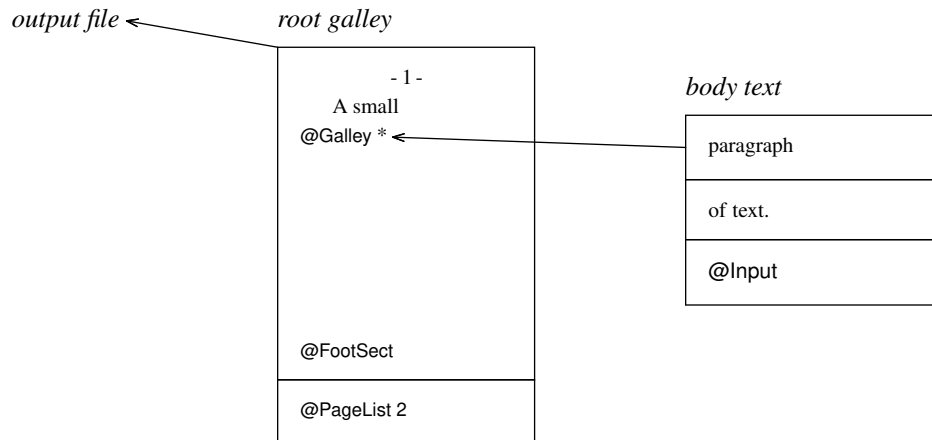 output file
root galley
- 1 -
A small
@Galley *
@FootSect
@PageList 2
body text
paragraph
of text.
@Input